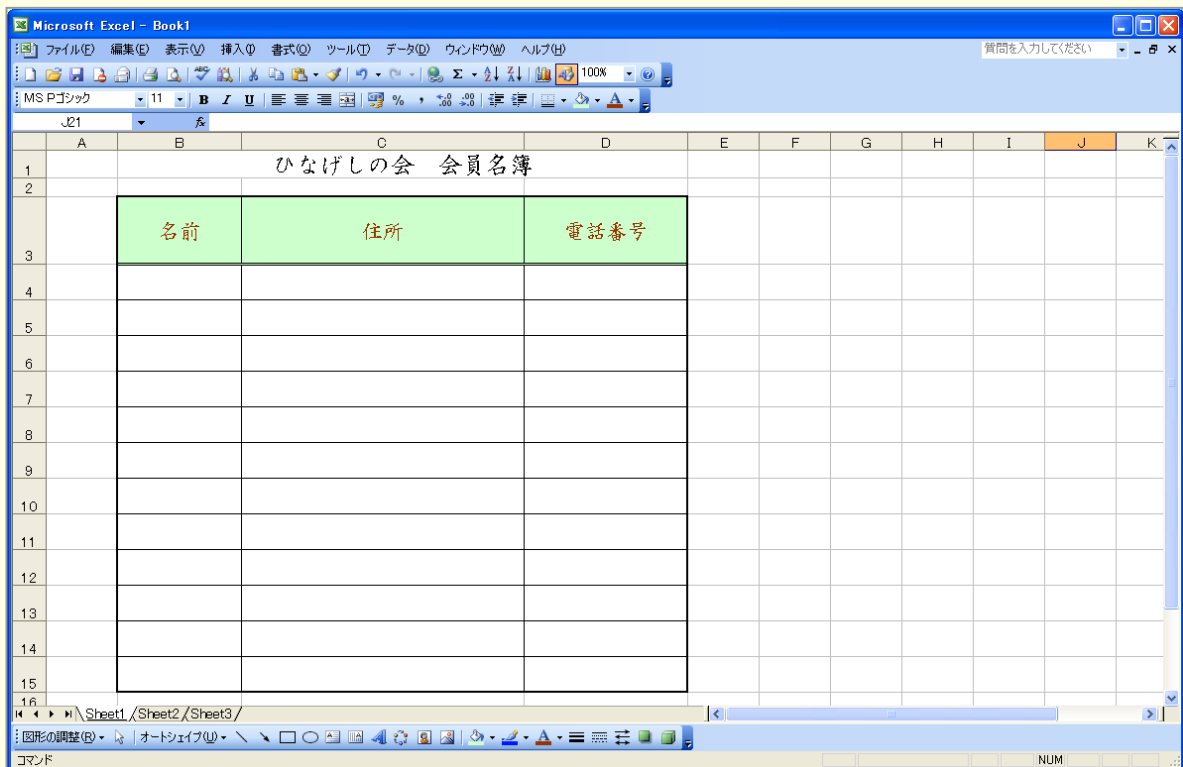 Microsoft Excel - Book1
ファイル(F) 編集(E) 表示(V) 挿入(I) 書式(O) ツール(T) データ(D) ウィンドウ(W) ヘルプ(H) 質問を入力してください
100%
MS Pゴシック 11 B I U % , A
J21 fx
A B C D E F G H I J K
1 ひなげしの会 会員名簿
2
3 名前 住所 電話番号
4
5
6
7
8
9
10
11
12
13
14
15
16
Sheet1 Sheet2 Sheet3
図形の調整(R) オートシェイプ(U) A
コマンド NUM